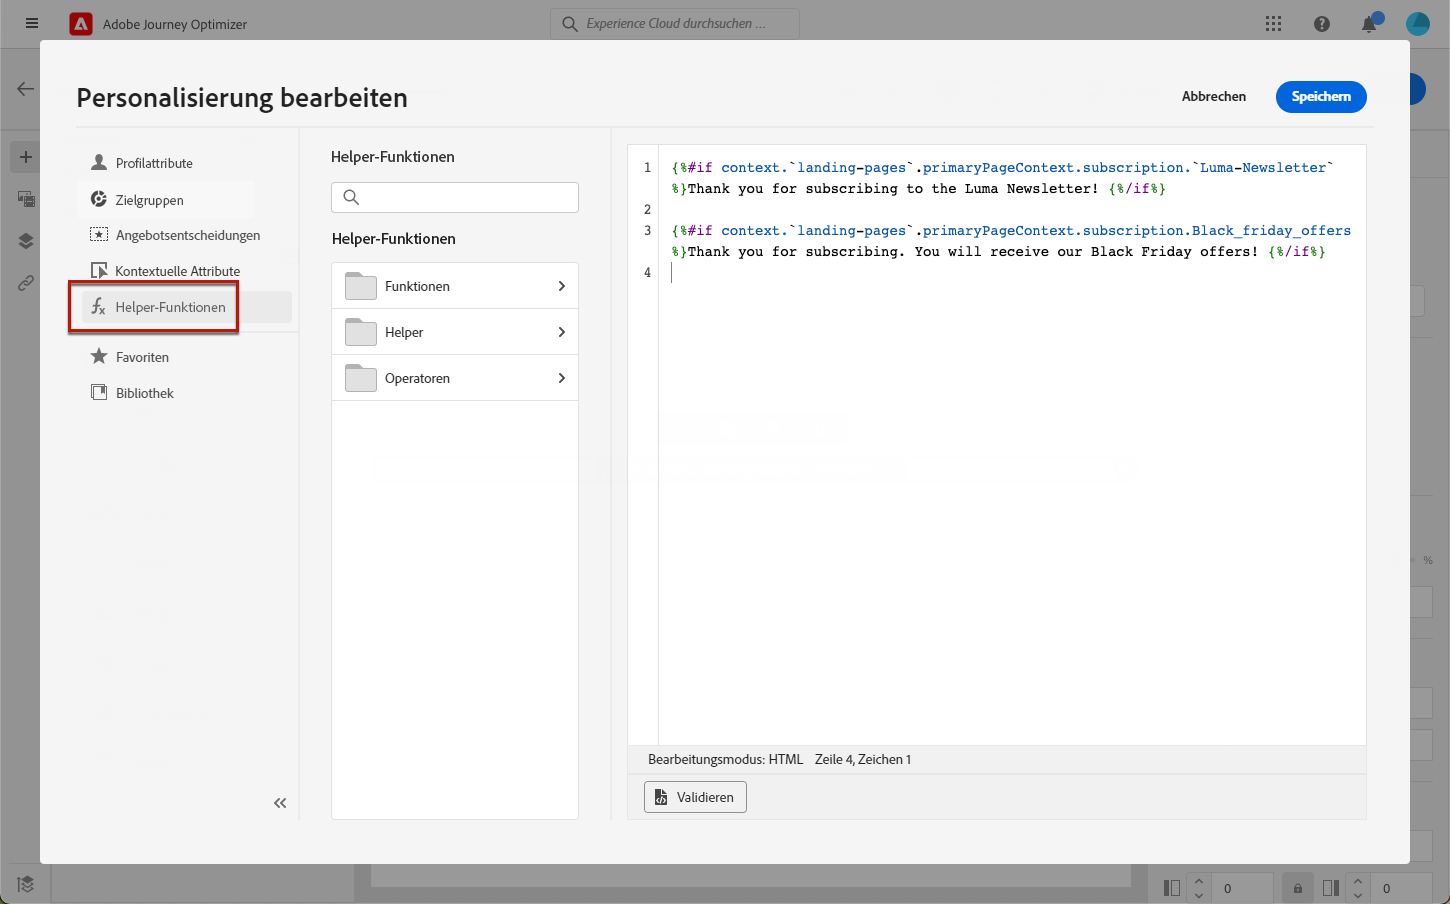 Adobe Journey Optimizer
Experience Cloud durchsuchen ...
Personalisierung bearbeiten
Abbrechen
Speichern
Profilattribute
Zielgruppen
Angebotsentscheidungen
Kontextuelle Attribute
Helper-Funktionen
Favoriten
Bibliothek
Helper-Funktionen
Helper-Funktionen
Funktionen
Helper
Operatoren
1 {%#if context.`landing-pages`.primaryPageContext.subscription.`Luma-Newsletter`
%}Thank you for subscribing to the Luma Newsletter! {%/if%}
2
3 {%#if context.`landing-pages`.primaryPageContext.subscription.Black_friday_offers
%}Thank you for subscribing. You will receive our Black Friday offers! {%/if%}
4
Bearbeitungsmodus: HTML Zeile 4, Zeichen 1
Validieren
%
0
0